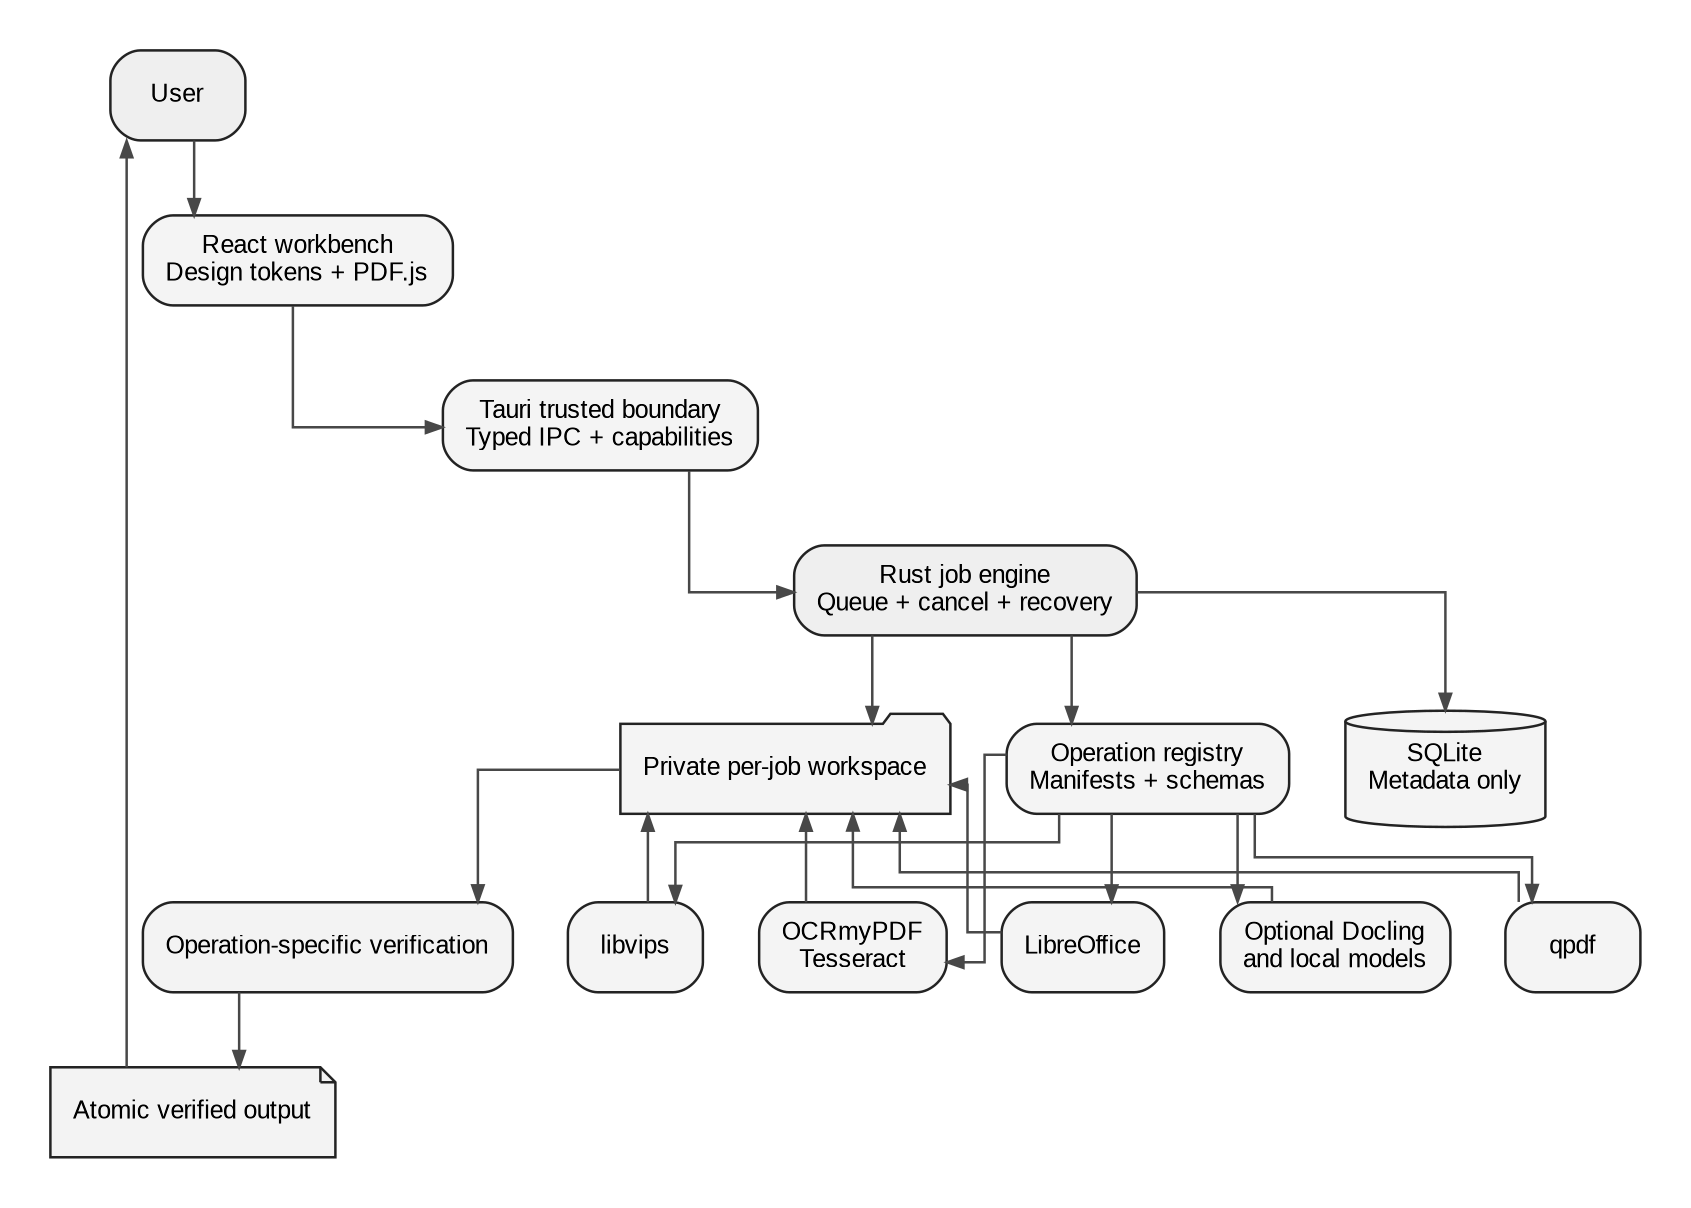 User
React workbench
Design tokens + PDF.js
Tauri trusted boundary
Typed IPC + capabilities
Rust job engine
Queue + cancel + recovery
Private per-job workspace
Operation registry
Manifests + schemas
SQLite
Metadata only
Operation-specific verification
libvips
OCRmyPDF
Tesseract
LibreOffice
Optional Docling
and local models
qpdf
Atomic verified output